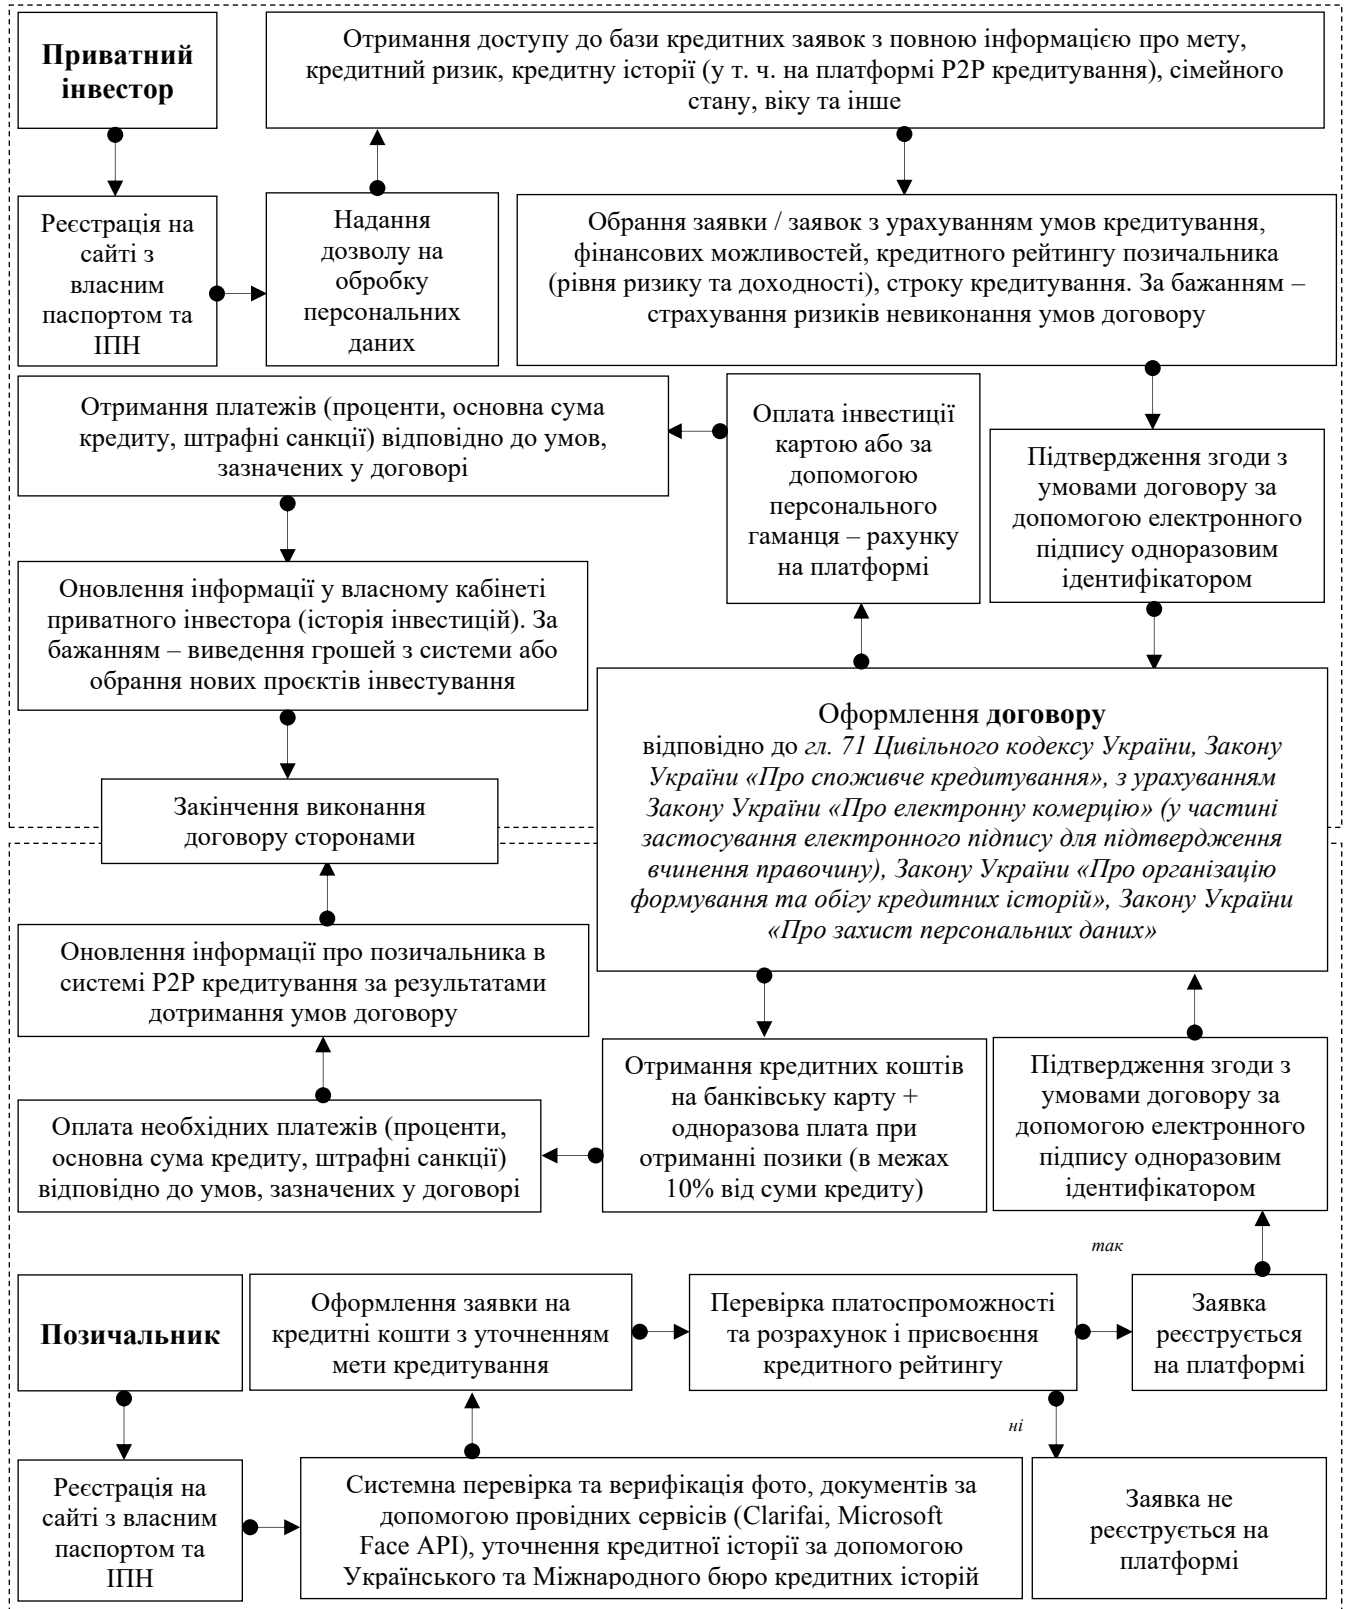 Приватний
інвестор
Отримання доступу до бази кредитних заявок з повною інформацією про мету,
кредитний ризик, кредитну історії (у т. ч. на платформі P2P кредитування), сімейного
стану, віку та інше
Реєстрація на
сайті з
власним
паспортом та
ІПН
Надання
дозволу на
обробку
персональних
даних
Обрання заявки / заявок з урахуванням умов кредитування,
фінансових можливостей, кредитного рейтингу позичальника
(рівня ризику та доходності), строку кредитування. За бажанням –
страхування ризиків невиконання умов договору
Отримання платежів (проценти, основна сума
кредиту, штрафні санкції) відповідно до умов,
зазначених у договорі
Оплата інвестиції
картою або за
допомогою
персонального
гаманця – рахунку
на платформі
Підтвердження згоди з
умовами договору за
допомогою електронного
підпису одноразовим
ідентифікатором
Оновлення інформації у власному кабінеті
приватного інвестора (історія інвестицій). За
бажанням – виведення грошей з системи або
обрання нових проєктів інвестування
Оформлення договору
відповідно до гл. 71 Цивільного кодексу України, Закону
України «Про споживче кредитування», з урахуванням
Закону України «Про електронну комерцію» (у частині
застосування електронного підпису для підтвердження
вчинення правочину), Закону України «Про організацію
формування та обігу кредитних історій», Закону України
«Про захист персональних даних»
Закінчення виконання
договору сторонами
Оновлення інформації про позичальника в
системі P2P кредитування за результатами
дотримання умов договору
Оплата необхідних платежів (проценти,
основна сума кредиту, штрафні санкції)
відповідно до умов, зазначених у договорі
Отримання кредитних коштів
на банківську карту +
одноразова плата при
отриманні позики (в межах
10% від суми кредиту)
Підтвердження згоди з
умовами договору за
допомогою електронного
підпису одноразовим
ідентифікатором
так
Позичальник
Оформлення заявки на
кредитні кошти з уточненням
мети кредитування
Перевірка платоспроможності
та розрахунок і присвоєння
кредитного рейтингу
Заявка
реєструється
на платформі
ні
Реєстрація на
сайті з власним
паспортом та
ІПН
Системна перевірка та верифікація фото, документів за
допомогою провідних сервісів (Clarifai, Microsoft
Face API), уточнення кредитної історії за допомогою
Українського та Міжнародного бюро кредитних історій
Заявка не
реєструється на
платформі